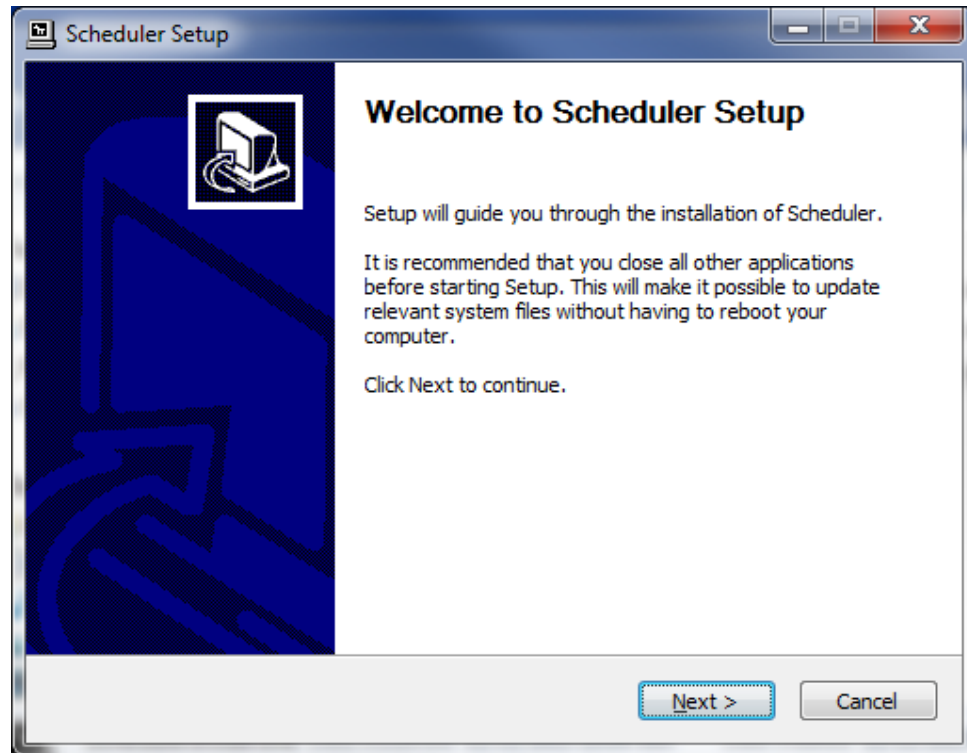 Scheduler Setup
Welcome to Scheduler Setup
Setup will guide you through the installation of Scheduler.
It is recommended that you close all other applications
before starting Setup. This will make it possible to update
relevant system files without having to reboot your
computer.
Click Next to continue.
Next >
Cancel